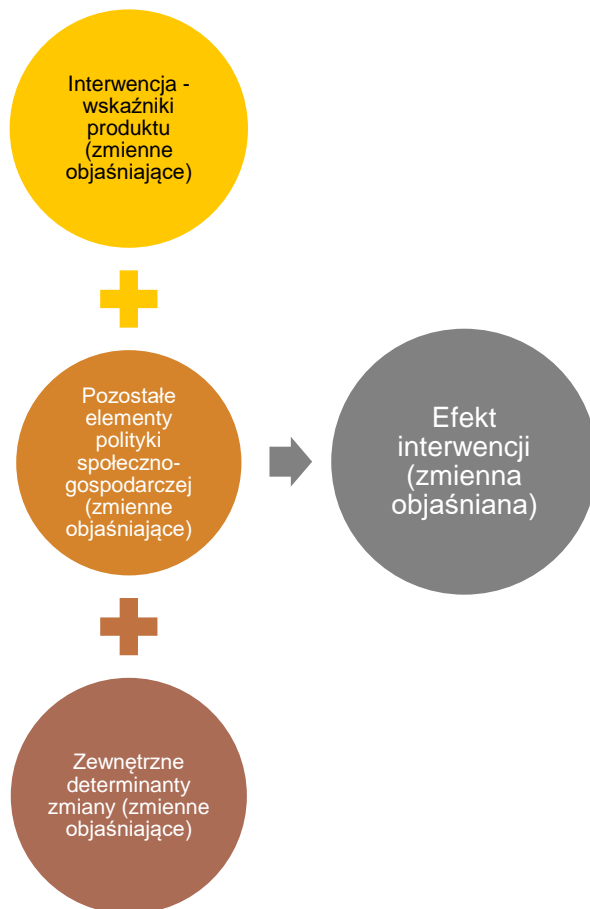 Interwencja -
wskaźniki
produktu
(zmienne
objaśniające)
Pozostałe
elementy
polityki
społeczno-
gospodarczej
(zmienne
objaśniające)
Zewnętrzne
determinanty
zmiany (zmienne
objaśniające)
Efekt
interwencji
(zmienna
objaśniana)